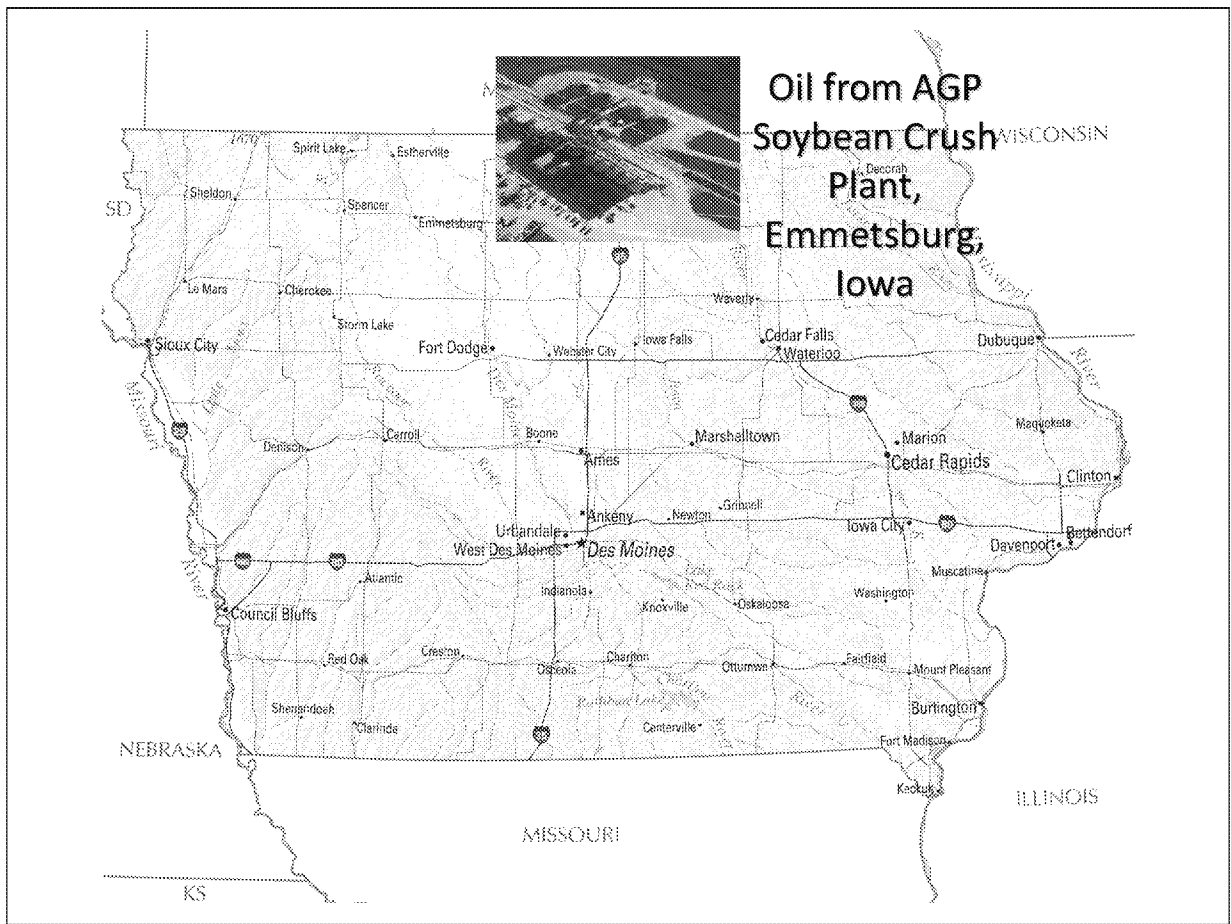 Oil from AGP
Soybean Crush
Plant,
Emmetsburg,
Iowa
WISCONSIN
SD
Spirit Lake
Estherville
Decorah
Sheldon
Spencer
Emmetsburg
Le Mars
Cherokee
Waverly
Storm Lake
Sioux City
Fort Dodge
Webster City
Iowa Falls
Cedar Falls
Waterloo
Dubuque
River
Missouri
Denison
Carroll
Boone
Ames
Marshalltown
Marion
Cedar Rapids
Maquoketa
Clinton
River
Ankeny
Newton
Grinnell
Urbandale
West Des Moines
Des Moines
Iowa City
Davenport
Bettendorf
River
Atlantic
Indianola
Knoxville
Oskaloosa
Washington
Muscatine
Council Bluffs
Red Oak
Creston
Osceola
Chariton
Ottumwa
Fairfield
Mount Pleasant
Shenandoah
Clarinda
Centerville
Burlington
Fort Madison
Keokuk
NEBRASKA
ILLINOIS
MISSOURI
KS